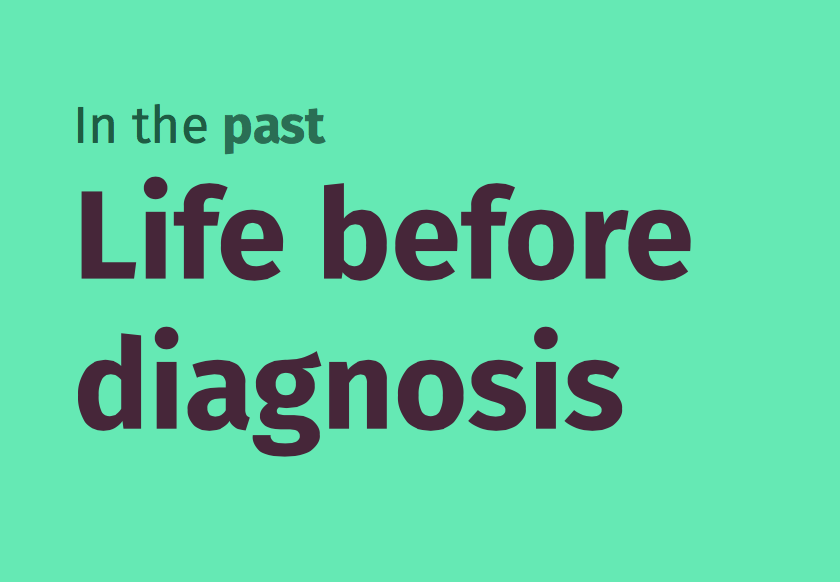 In the past
Life before
diagnosis